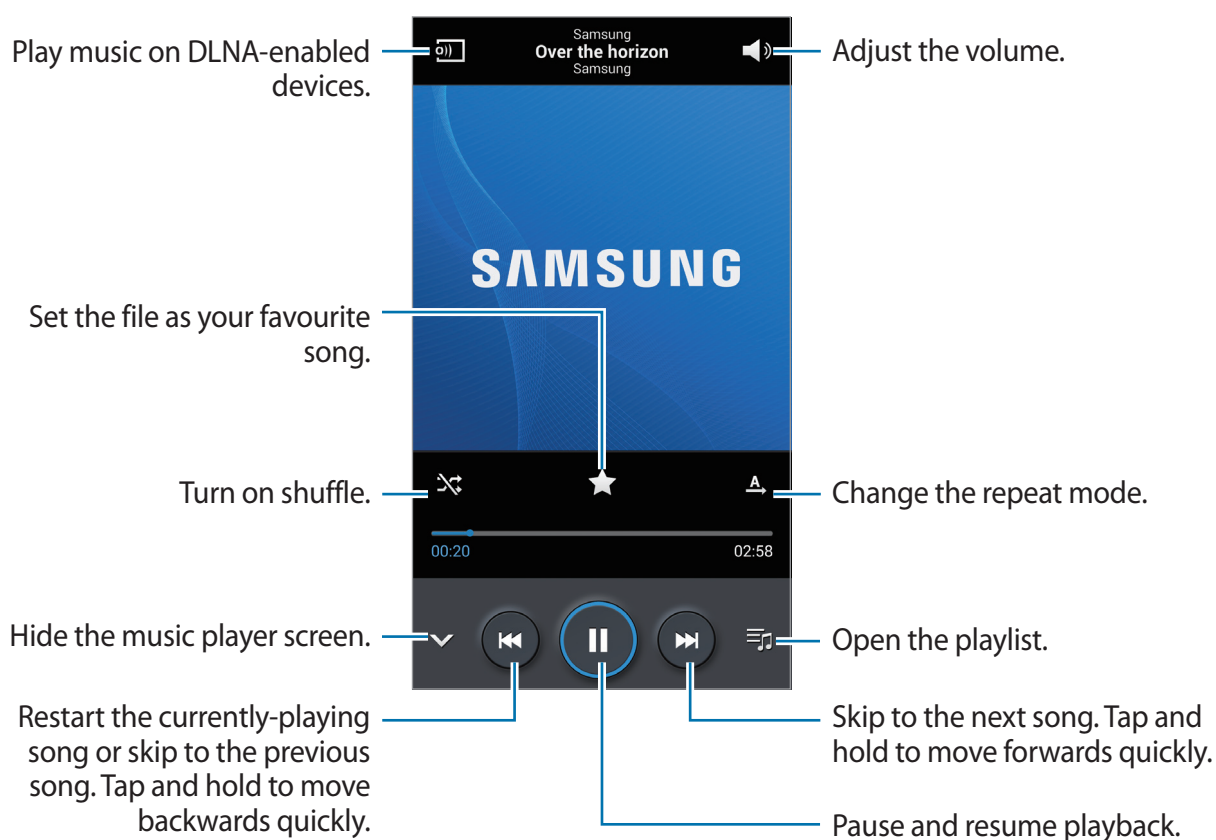 Samsung
Over the horizon
Samsung
Play music on DLNA-enabled
devices.
Adjust the volume.
SAMSUNG
Set the file as your favourite
song.
Turn on shuffle.
A
Change the repeat mode.
00:20
02:58
Hide the music player screen.
Open the playlist.
Restart the currently-playing
song or skip to the previous
song. Tap and hold to move
backwards quickly.
Skip to the next song. Tap and
hold to move forwards quickly.
Pause and resume playback.